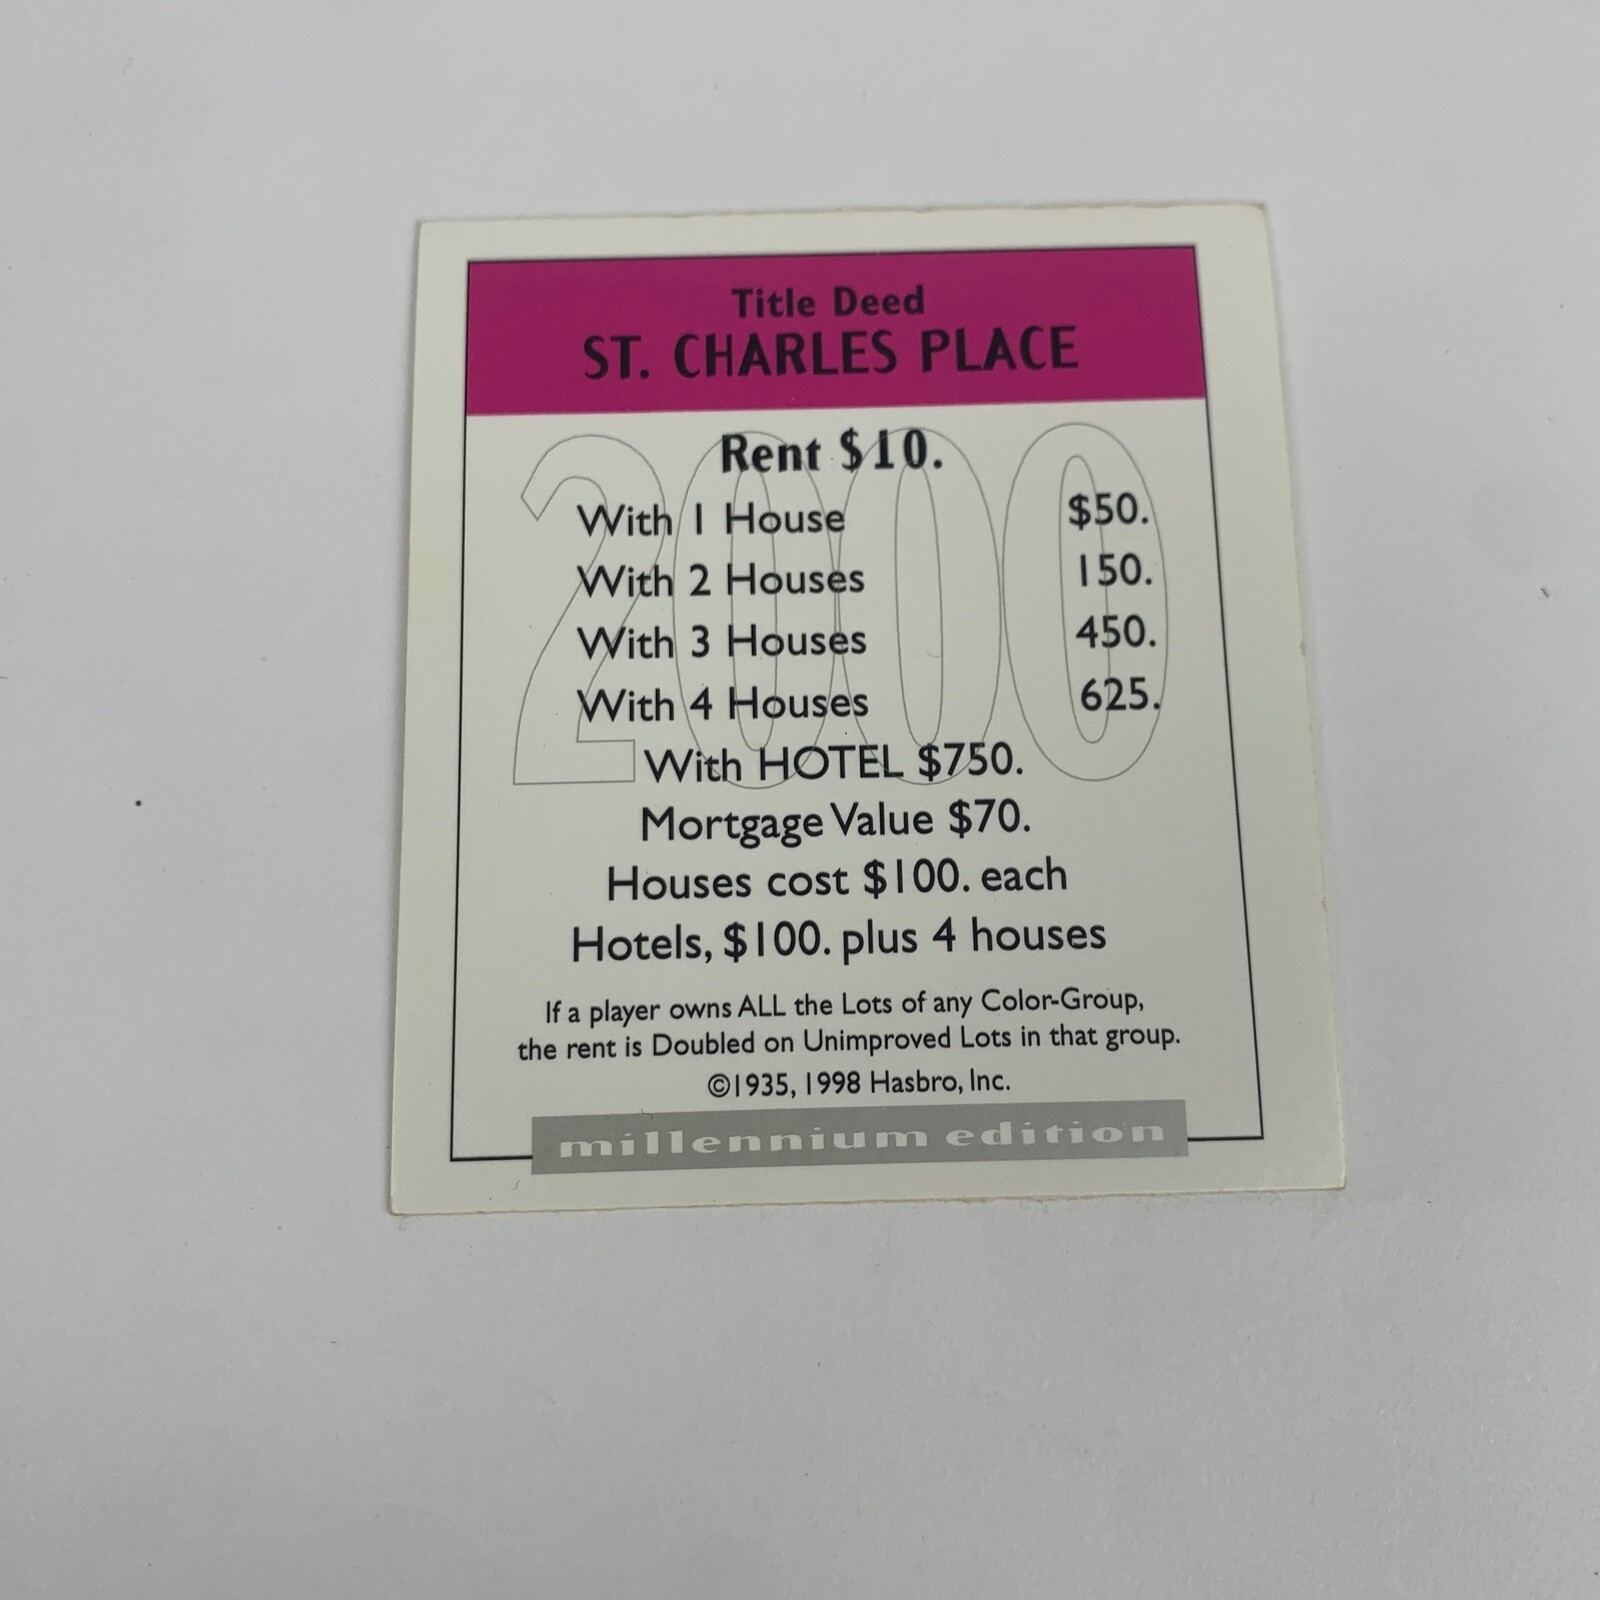 Title Deed
ST. CHARLES PLACE
2000
Rent $10.
With 1 House $50.
With 2 Houses 150.
With 3 Houses 450.
With 4 Houses 625.
With HOTEL $750.
Mortgage Value $70.
Houses cost $100. each
Hotels, $100. plus 4 houses
If a player owns ALL the Lots of any Color-Group,
the rent is Doubled on Unimproved Lots in that group.
©1935, 1998 Hasbro, Inc.
millennium edition